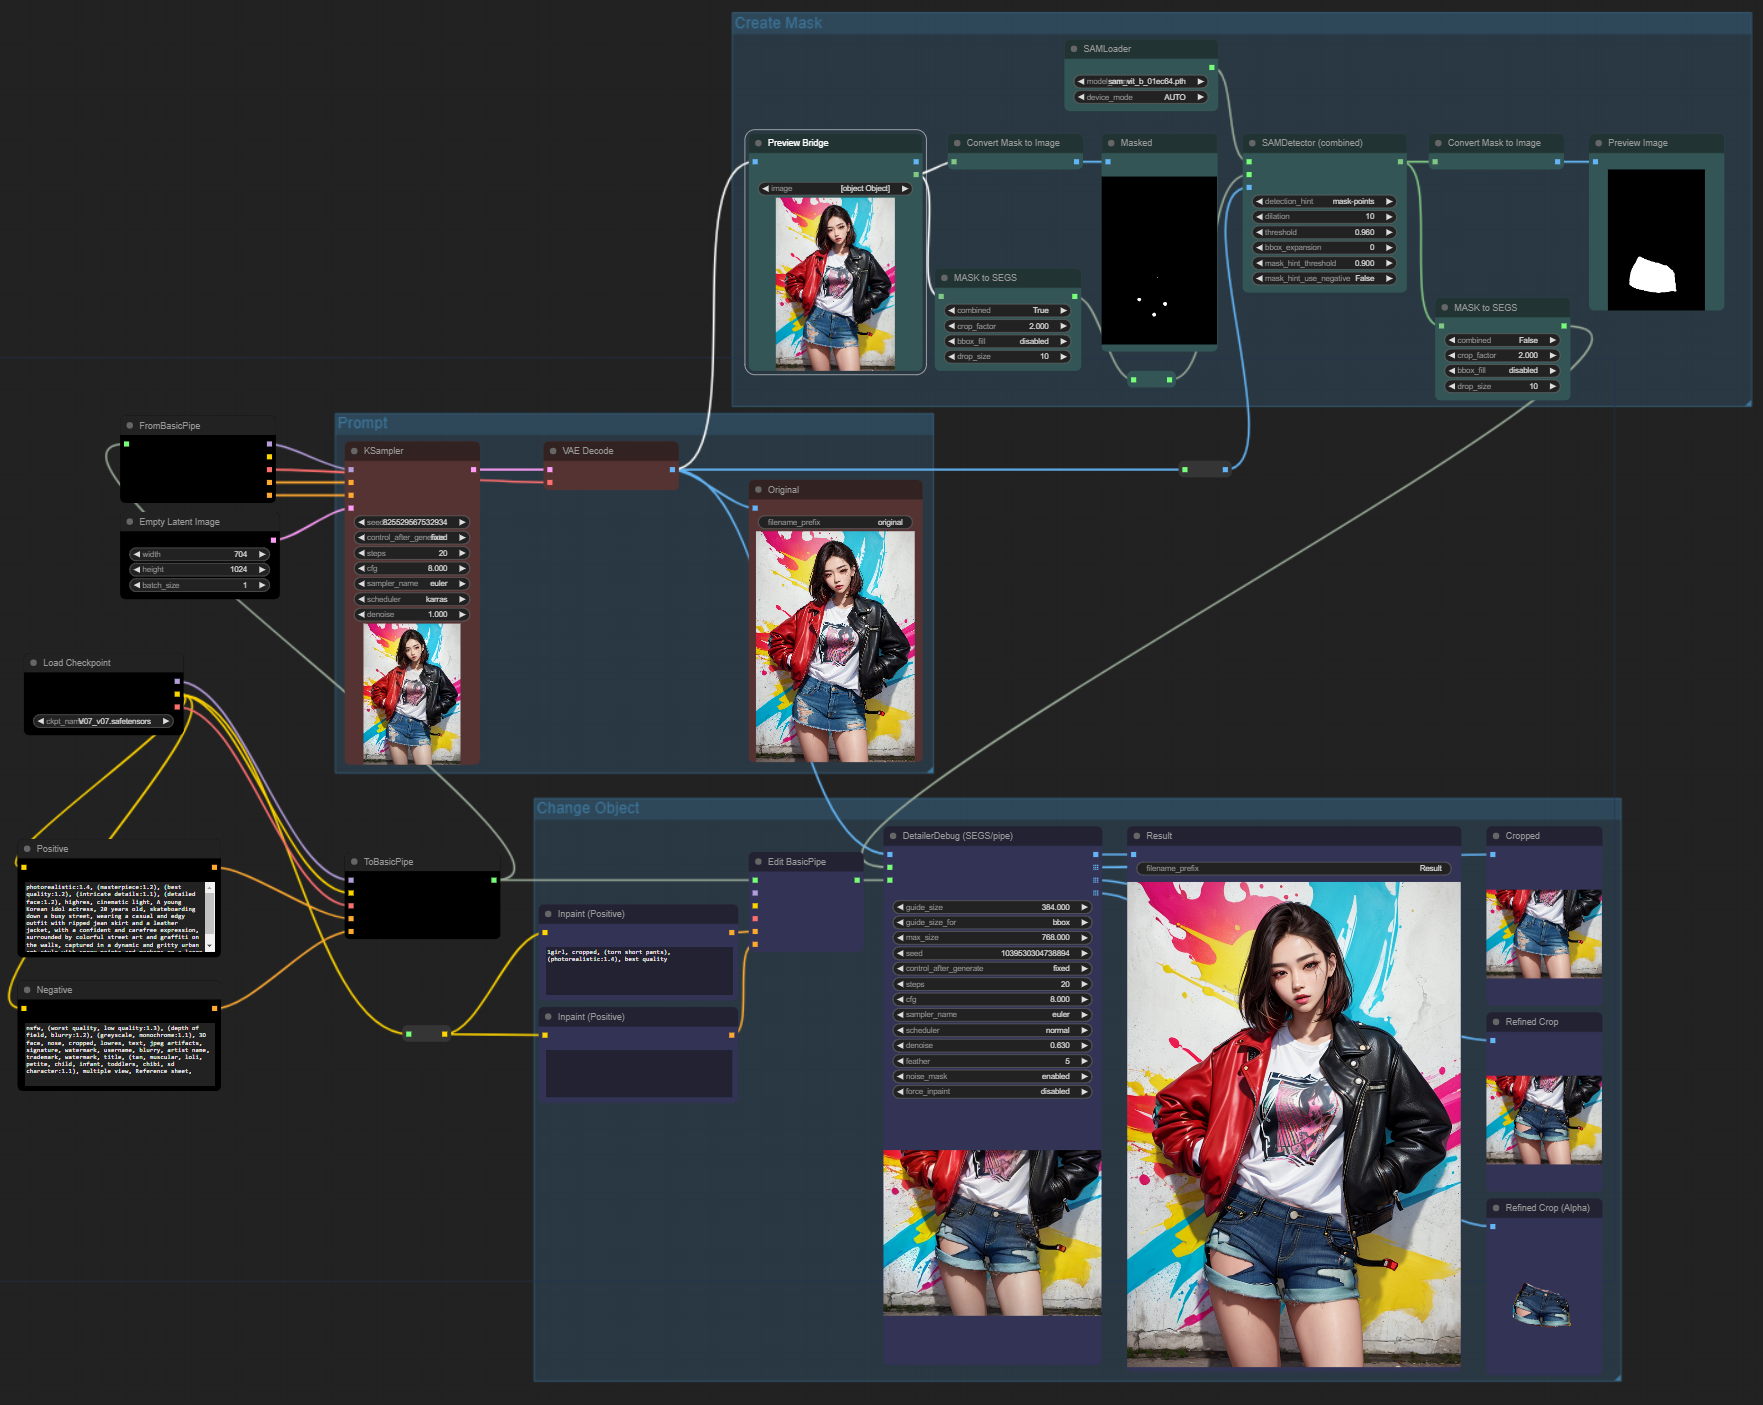 Create Mask
SAMLoader
sam_vit_b_01ec64.pth
device_mode AUTO
Preview Bridge
image [object Object]
Convert Mask to Image
Masked
SAMDetector (combined)
detection_hint mask-points
dilation 10
threshold 0.960
bbox_expansion 0
mask_hint_threshold 0.900
mask_hint_use_negative False
Convert Mask to Image
Preview Image
MASK to SEGS
combined True
crop_factor 2.000
bbox_fill disabled
drop_size 10
MASK to SEGS
combined False
crop_factor 2.000
bbox_fill disabled
drop_size 10
FromBasicPipe
Empty Latent Image
width 704
height 1024
batch_size 1
Prompt
KSampler
seed 825529567532934
control_after_gene fixed
steps 20
cfg 8.000
sampler_name euler
scheduler karras
denoise 1.000
VAE Decode
Original
filename_prefix original
Load Checkpoint
ckpt_nam V07_v07.safetensors
Positive
photorealistic:1.4, (masterpiece:1.2), (best
quality:1.2), (intricate details:1.1), (detailed
face:1.2), highres, cinematic light, A young
Korean idol actress, 20 years old, skateboarding
down a busy street, wearing a casual and edgy
outfit with ripped jean skirt and a leather
jacket, with a confident and carefree expression,
surrounded by colorful street art and graffiti on
the walls, captured in a dynamic and gritty urban
Negative
nsfw, (worst quality, low quality:1.3), (depth of
field, blurry:1.2), (greyscale, monochrome:1.1), 3D
face, nose, cropped, lowres, text, jpeg artifacts,
signature, watermark, username, blurry, artist name,
trademark, watermark, title, (tan, muscular, loli,
petite, child, infant, toddlers, chibi, sd
character:1.1), multiple view, Reference sheet,
ToBasicPipe
Change Object
Inpaint (Positive)
1girl, cropped, (torn short pants),
(photorealistic:1.4), best quality
Inpaint (Positive)
Edit BasicPipe
DetailerDebug (SEGS/pipe)
guide_size 384.000
guide_size_for bbox
max_size 768.000
seed 1039530304738894
control_after_generate fixed
steps 20
cfg 8.000
sampler_name euler
scheduler normal
denoise 0.630
feather 5
noise_mask enabled
force_inpaint disabled
Result
filename_prefix Result
Cropped
Refined Crop
Refined Crop (Alpha)